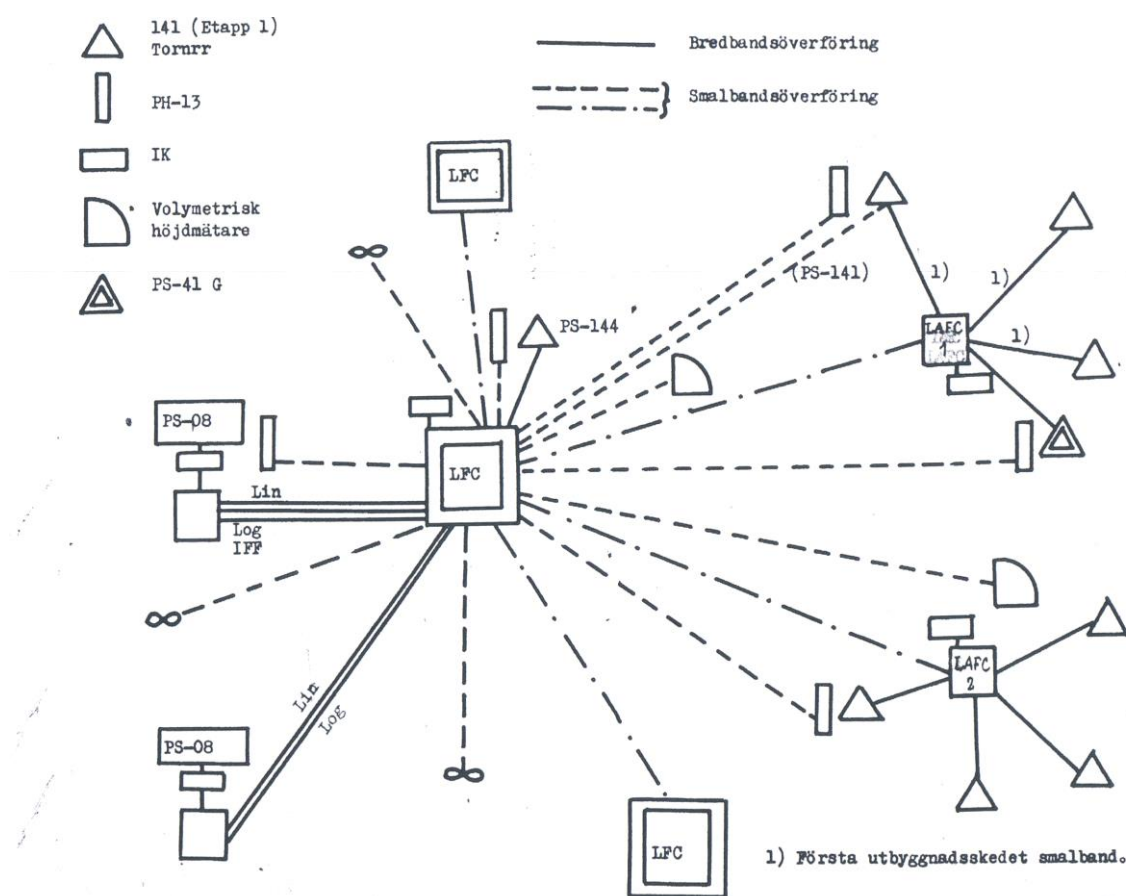 141 (Etapp 1)
Tornrr
PH-13
IK
Volymetrisk
höjdmätare
PS-41 G
Bredbandsöverföring
Smalbandsöverföring
LFC
(PS-141)
1)
1)
1)
LAFC
1
PS-144
PS-08
LFC
Lin
Log
IFF
Lin
Log
LAFC
2
PS-08
LFC
1) Första utbyggnadsskedet smalband.